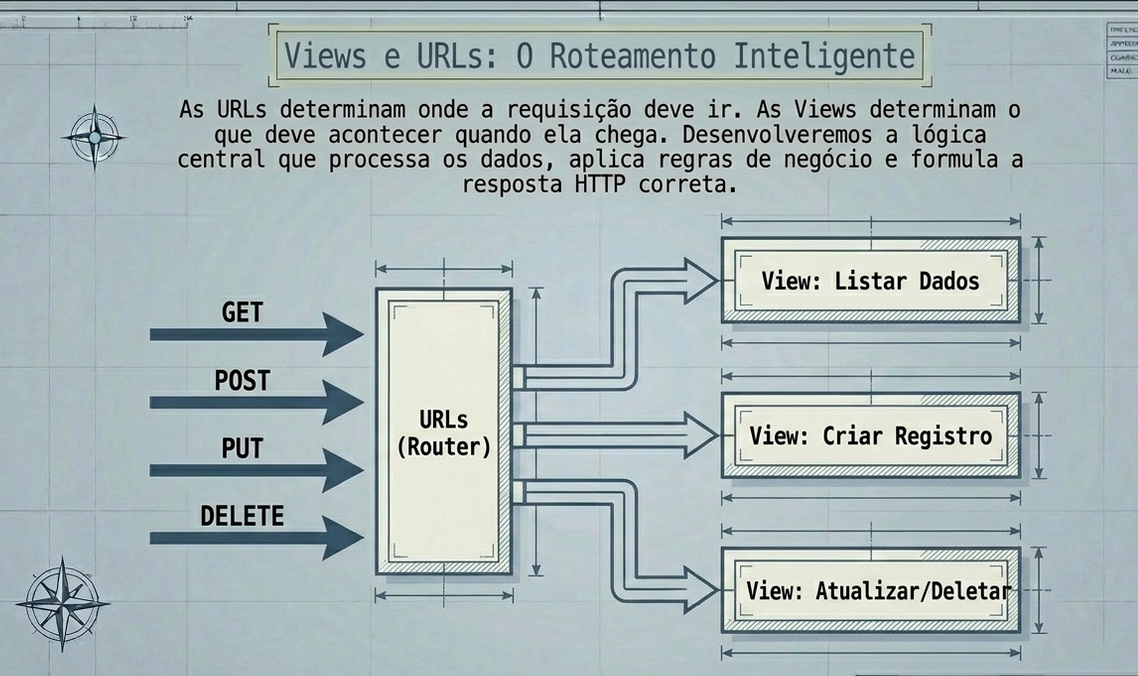 Views e URLs: O Roteamento Inteligente
As URLs determinam onde a requisição deve ir. As Views determinam o
que deve acontecer quando ela chega. Desenvolveremos a lógica
central que processa os dados, aplica regras de negócio e formula a
resposta HTTP correta.
GET
POST
PUT
DELETE
URLs
(Router)
View: Listar Dados
View: Criar Registro
View: Atualizar/Deletar